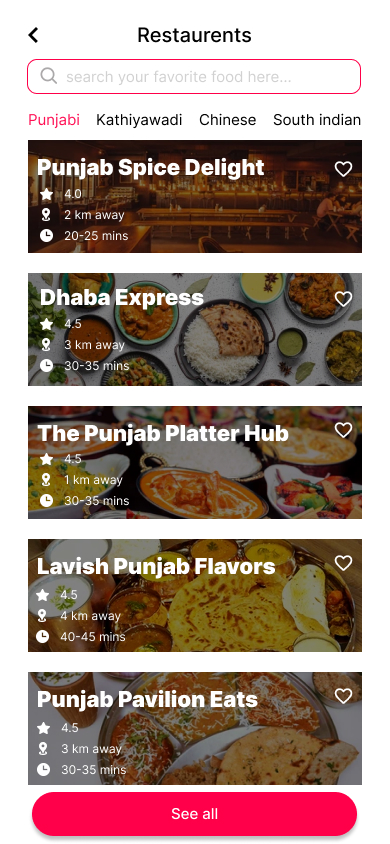 Restaurents
search your favorite food here...
Punjabi Kathiyawadi Chinese South indian
Punjab Spice Delight
4.0
2 km away
20-25 mins
Dhaba Express
4.5
3 km away
30-35 mins
The Punjab Platter Hub
4.5
1 km away
30-35 mins
Lavish Punjab Flavors
4.5
4 km away
40-45 mins
Punjab Pavilion Eats
4.5
3 km away
30-35 mins
See all